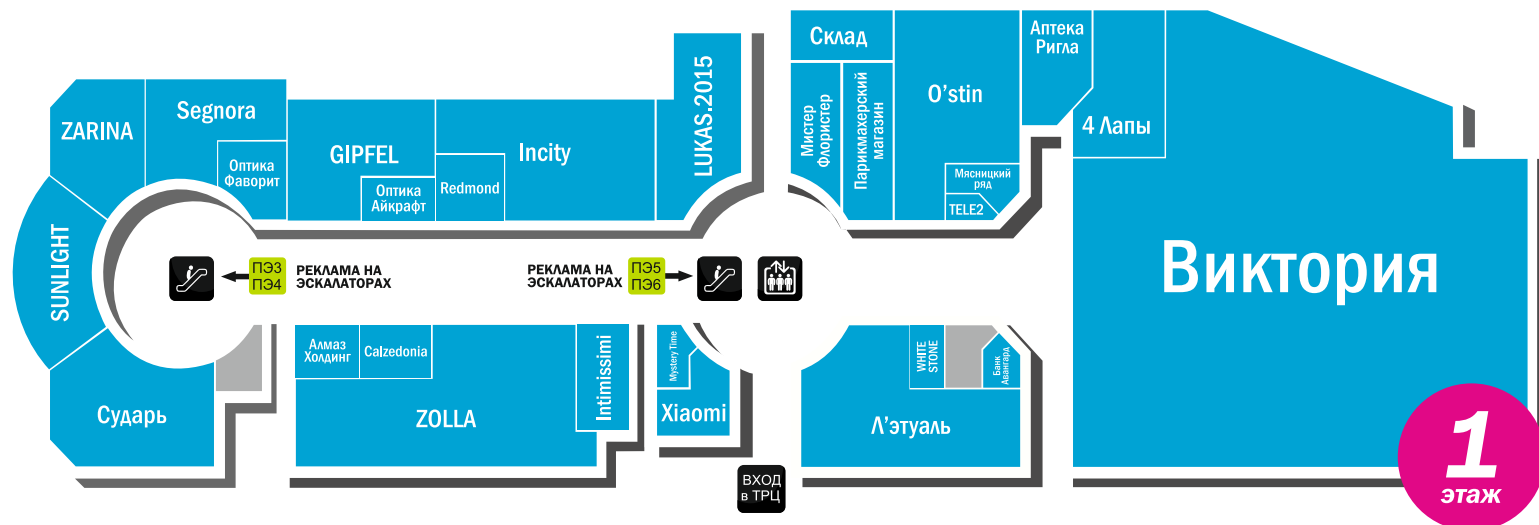 ZARINA
Segnora
Оптика
Фаворит
GIPFEL
Оптика
Айкрафт
Redmond
Incity
LUKAS.2015
Склад
Мистер
Флористер
Парикмахерский
магазин
O'stin
Мясницкий
ряд
TELE2
Аптека
Ригла
4 Лапы
Виктория
SUNLIGHT
ПЭ3
ПЭ4
РЕКЛАМА НА
ЭСКАЛАТОРАХ
РЕКЛАМА НА
ЭСКАЛАТОРАХ
ПЭ5
ПЭ6
Сударь
Алмаз
Холдинг
Calzedonia
ZOLLA
Intimissimi
Mystery Time
Xiaomi
WHITE
STONE
Банк
Авангард
Л'этуаль
ВХОД
в ТРЦ
1
этаж